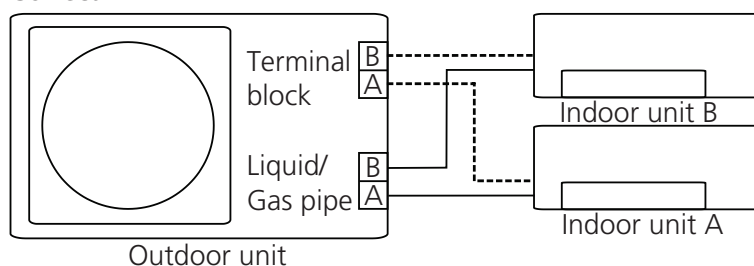 Terminal block
B
A
Liquid/
Gas pipe
B
A
Outdoor unit
Indoor unit B
Indoor unit A